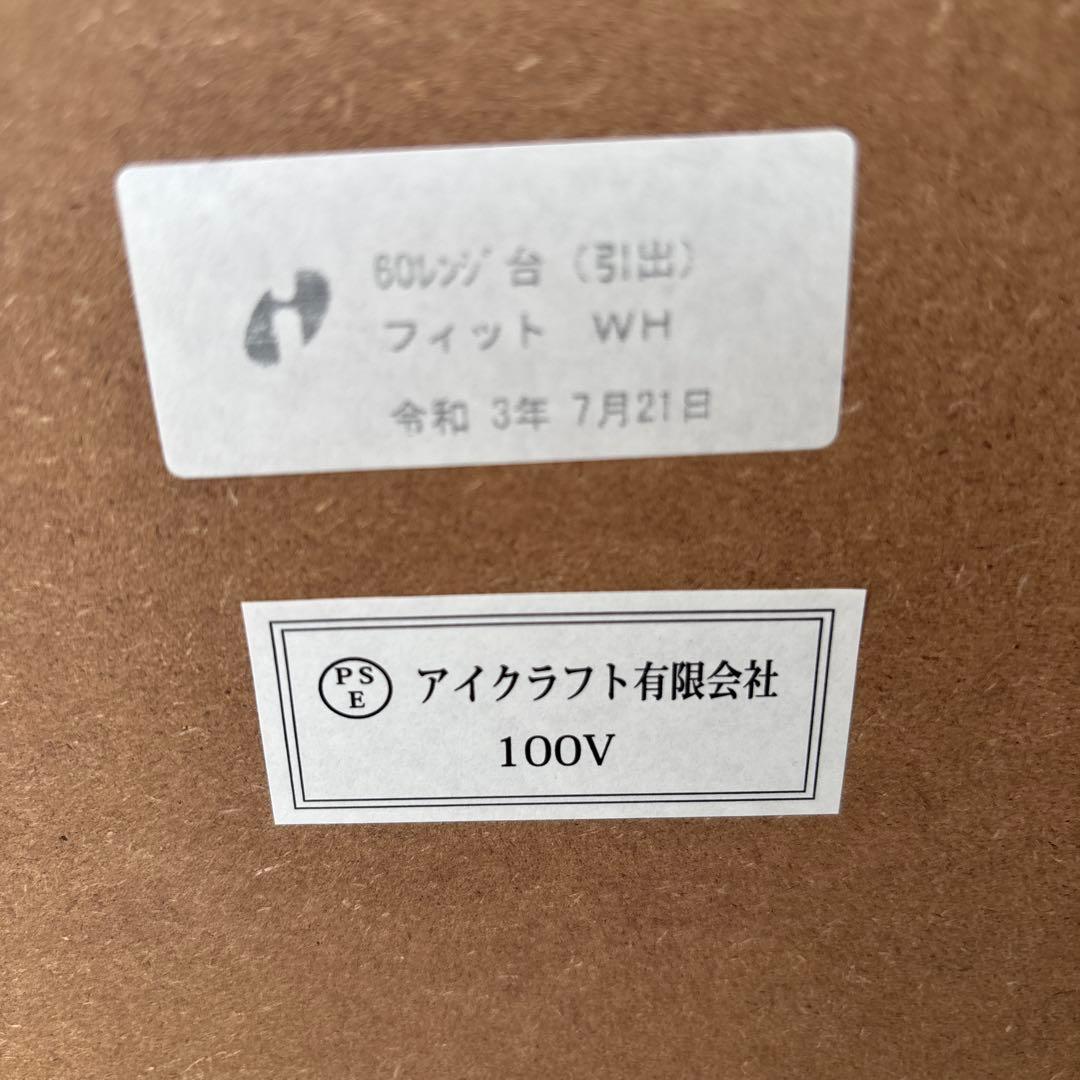 60ﾚﾝｼﾞ台（引出）
フィット　WH
令和 3年 7月21日
PSE アイクラフト有限会社
100V